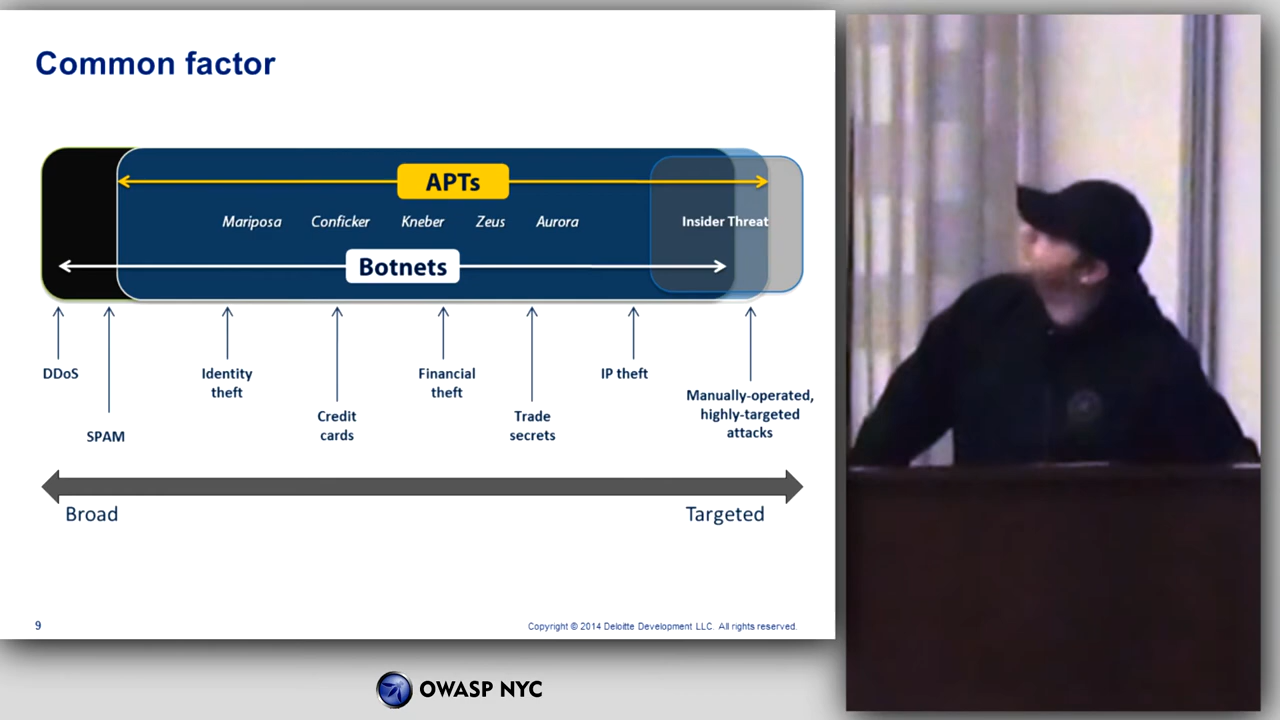 Common factor
APTs
Mariposa Conficker Kneber Zeus Aurora
Insider Threat
Botnets
DDoS
SPAM
Identity
theft
Credit
cards
Financial
theft
Trade
secrets
IP theft
Manually-operated,
highly-targeted
attacks
Broad
Targeted
9
Copyright © 2014 Deloitte Development LLC. All rights reserved.
OWASP NYC